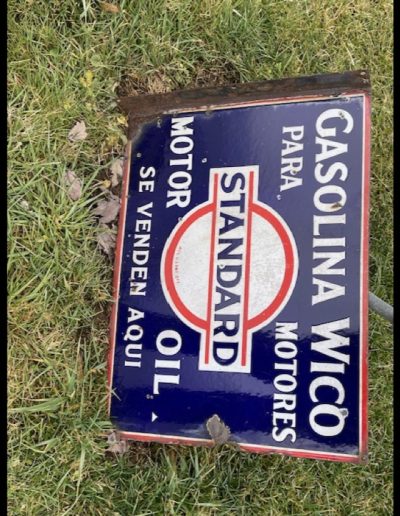 GASOLINA WICO
PARA MOTORES
STANDARD
MOTOR OIL
SE VENDEN AQUI